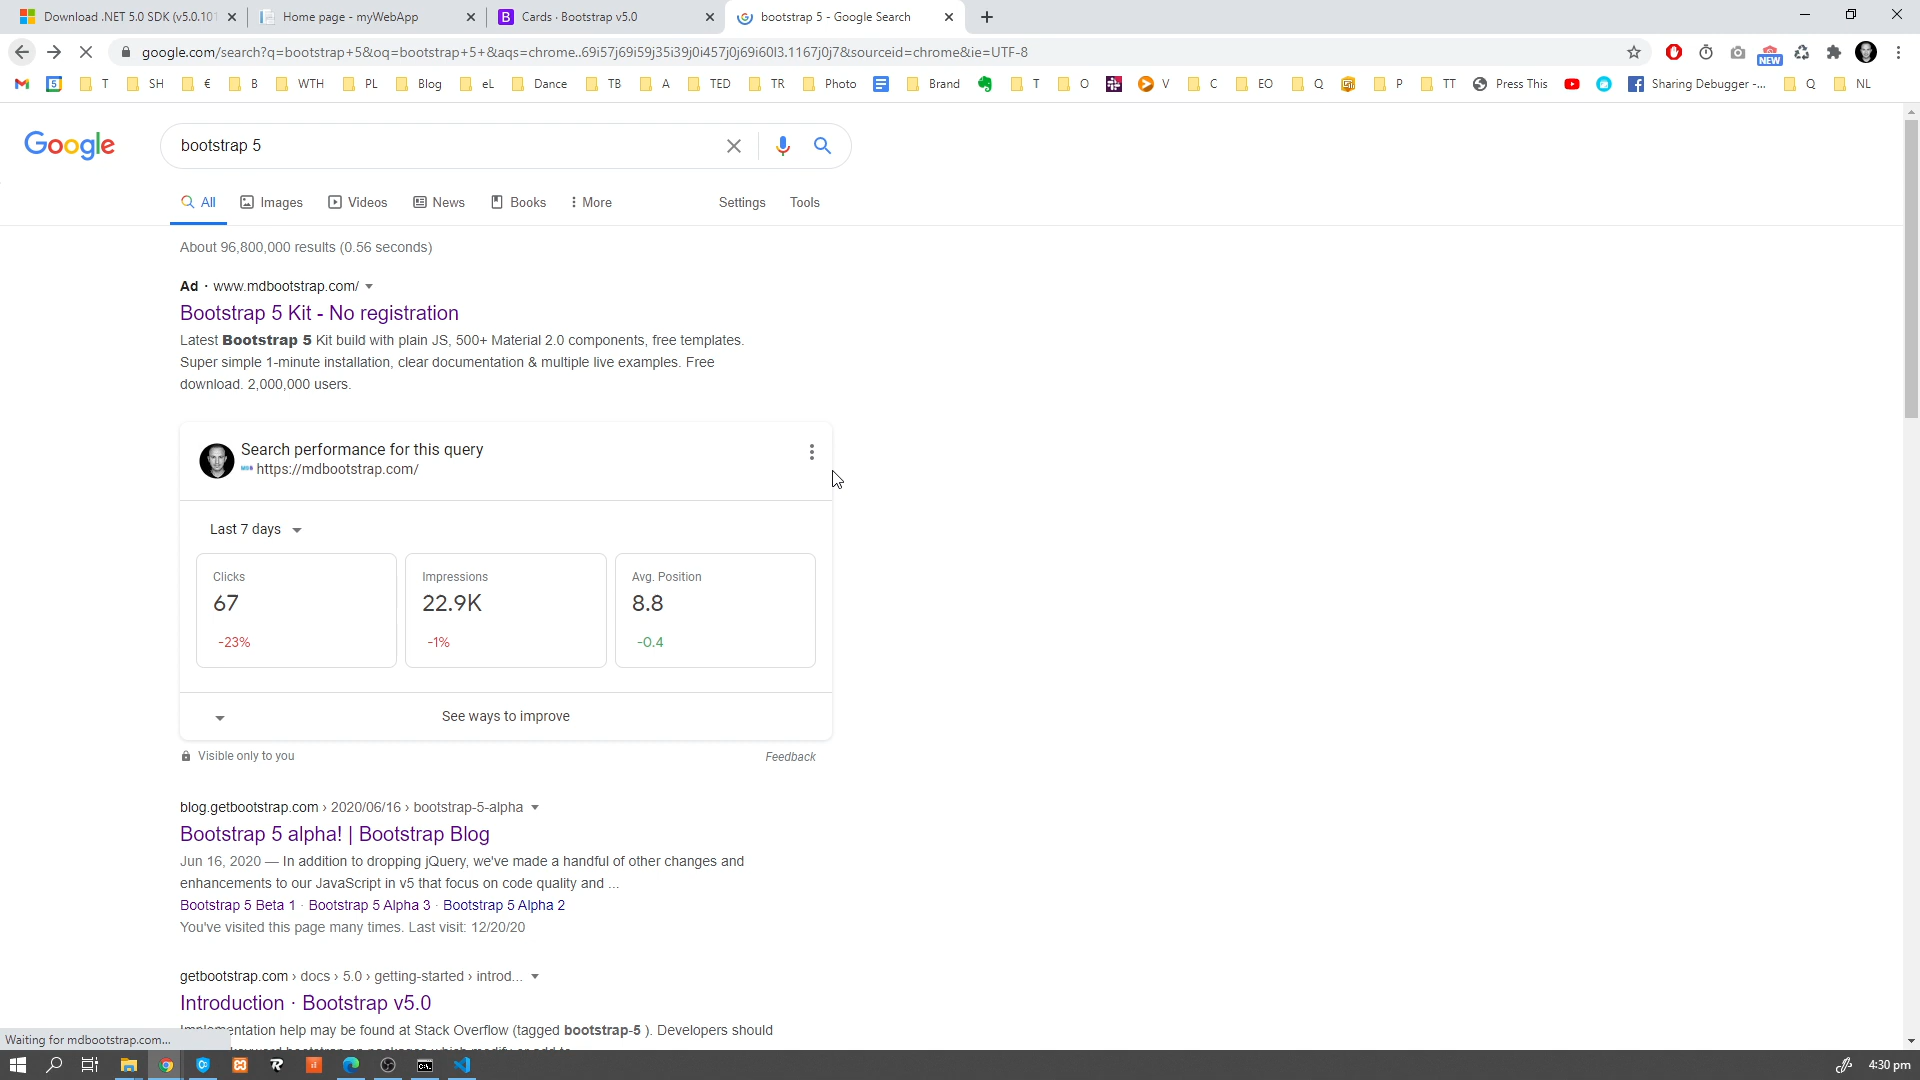 Download .NET 5.0 SDK (v5.0.101
Home page - myWebApp
Cards · Bootstrap v5.0
bootstrap 5 - Google Search
google.com/search?q=bootstrap+5&oq=bootstrap+5+&aqs=chrome..69i57j69i59j35i39j0i457j0j69i60l3.1167j0j7&sourceid=chrome&ie=UTF-8
NEW
T SH € B WTH PL Blog eL Dance TB A TED TR Photo Brand T O V C EO Q P TT Press This Sharing Debugger -... Q NL
Google
bootstrap 5
All Images Videos News Books More Settings Tools
About 96,800,000 results (0.56 seconds)
Ad · www.mdbootstrap.com/
Bootstrap 5 Kit - No registration
Latest Bootstrap 5 Kit build with plain JS, 500+ Material 2.0 components, free templates.
Super simple 1-minute installation, clear documentation & multiple live examples. Free
download. 2,000,000 users.
Search performance for this query
https://mdbootstrap.com/
Last 7 days
Clicks Impressions Avg. Position
67 22.9K 8.8
-23% -1% -0.4
See ways to improve
Visible only to you Feedback
blog.getbootstrap.com › 2020/06/16 › bootstrap-5-alpha
Bootstrap 5 alpha! | Bootstrap Blog
Jun 16, 2020 — In addition to dropping jQuery, we've made a handful of other changes and
enhancements to our JavaScript in v5 that focus on code quality and ...
Bootstrap 5 Beta 1 · Bootstrap 5 Alpha 3 · Bootstrap 5 Alpha 2
You've visited this page many times. Last visit: 12/20/20
getbootstrap.com › docs › 5.0 › getting-started › introd...
Introduction · Bootstrap v5.0
Implementation help may be found at Stack Overflow (tagged bootstrap-5 ). Developers should
Waiting for mdbootstrap.com...
4:30 pm